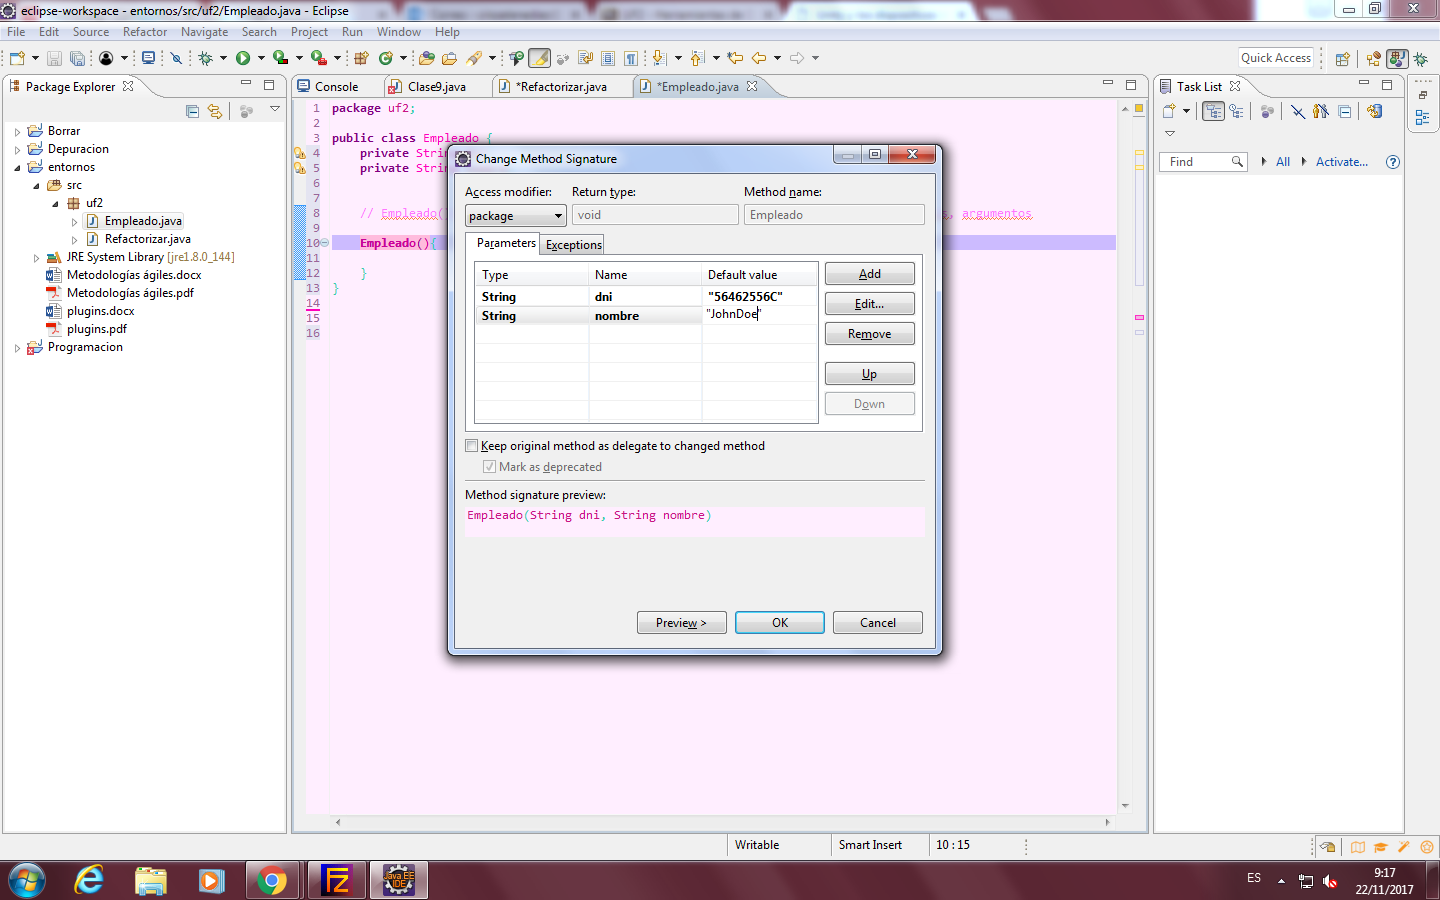 eclipse-workspace - entornos/src/uf2/Empleado.java - Eclipse
File Edit Source Refactor Navigate Search Project Run Window Help
Quick Access
Package Explorer
Borrar
Depuracion
entornos
src
uf2
Empleado.java
Refactorizar.java
JRE System Library [jre1.8.0_144]
Metodologías ágiles.docx
Metodologías ágiles.pdf
plugins.docx
plugins.pdf
Programacion
Console Clase9.java *Refactorizar.java *Empleado.java
1 package uf2;
2
3 public class Empleado {
4 private Strin
5 private Strin
6
7
8 // Empleado( , argumentos
9
10 Empleado(){
11
12 }
13 }
14
15
16
Change Method Signature
Access modifier: Return type: Method name:
package void Empleado
Parameters Exceptions
Type Name Default value
String dni "56462556C"
String nombre "JohnDoe"
Add
Edit...
Remove
Up
Down
Keep original method as delegate to changed method
Mark as deprecated
Method signature preview:
Empleado(String dni, String nombre)
Preview > OK Cancel
Task List
Find All Activate...
Writable Smart Insert 10 : 15
Java EE
IDE
ES
9:17
22/11/2017